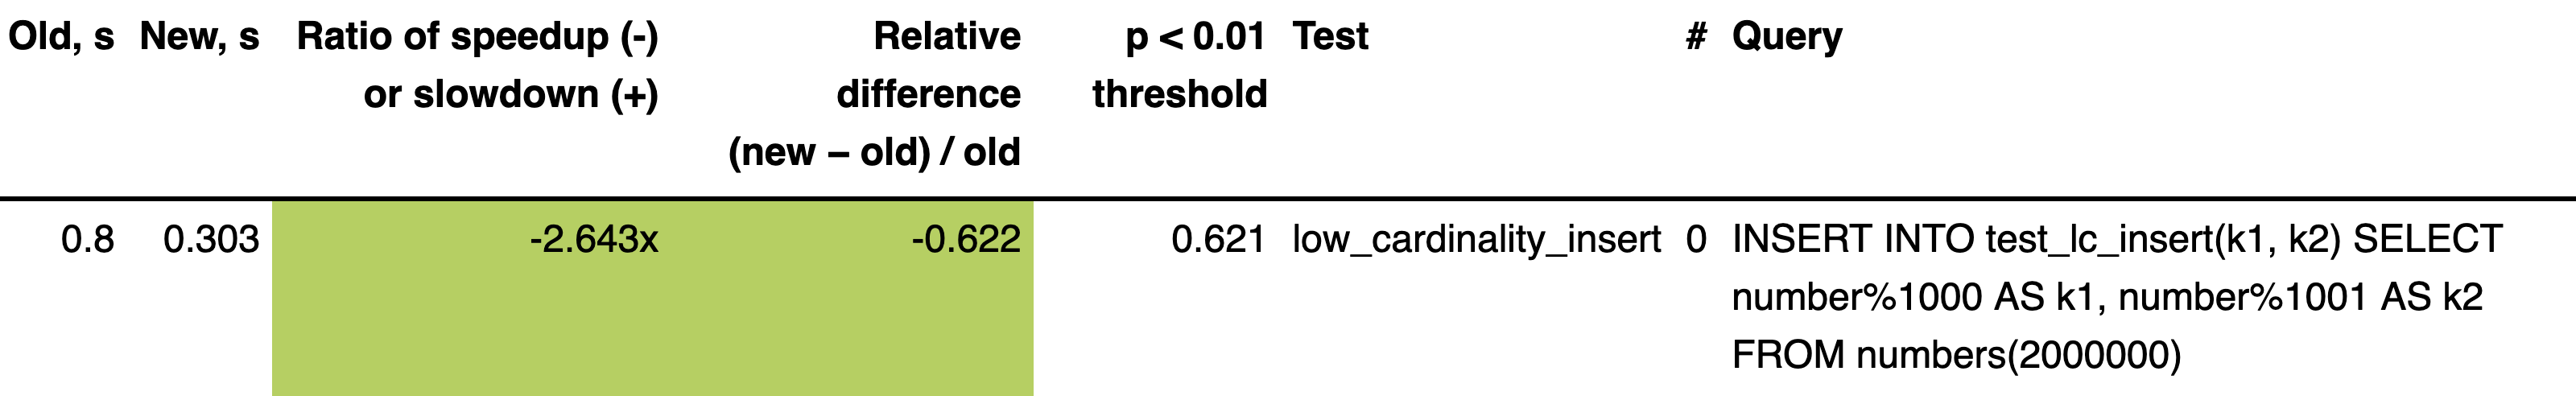 Old, s New, s Ratio of speedup (-) Relative p < 0.01 Test # Query
or slowdown (+) difference threshold
(new – old) / old
0.8 0.303 -2.643x -0.622 0.621 low_cardinality_insert 0 INSERT INTO test_lc_insert(k1, k2) SELECT
number%1000 AS k1, number%1001 AS k2
FROM numbers(2000000)